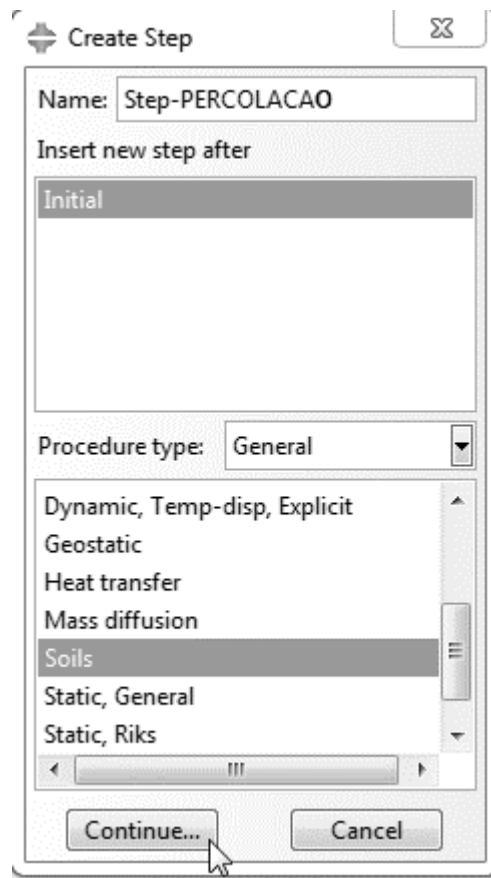 Create Step
Name: Step-PERCOLACAO
Insert new step after
Initial
Procedure type: General
Dynamic, Temp-disp, Explicit
Geostatic
Heat transfer
Mass diffusion
Soils
Static, General
Static, Riks
Continue... Cancel